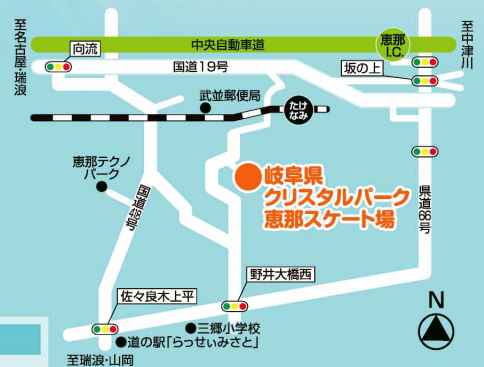 至名古屋・瑞浪
向流
中央自動車道
恵那
I.C.
至中津川
国道19号
坂の上
武並郵便局
たけ
なみ
恵那テクノ
パーク
岐阜県
クリスタルパーク
恵那スケート場
国道418号
県道66号
野井大橋西
佐々良木上平
三郷小学校
道の駅「らっせぃみさと」
至瑞浪・山岡
N